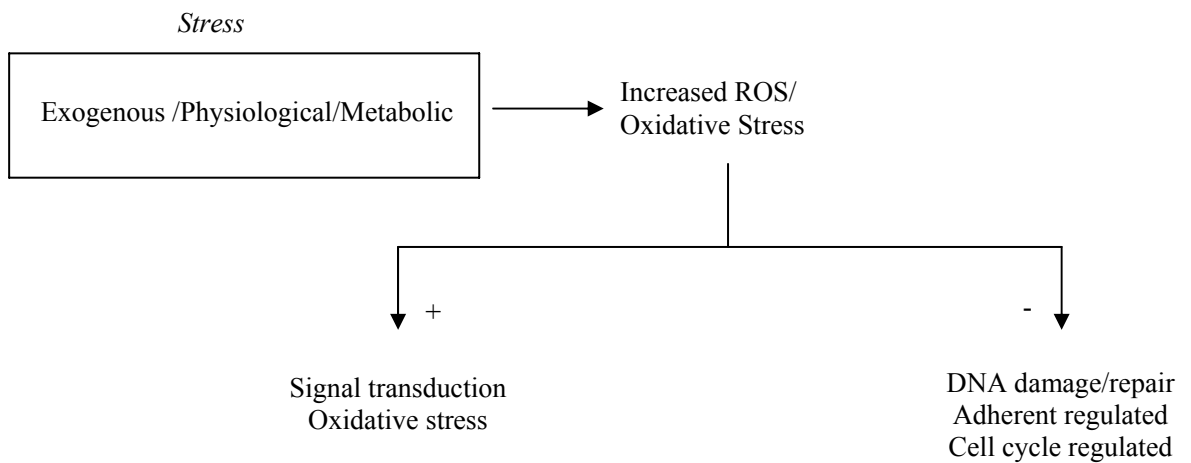 Stress
Exogenous /Physiological/Metabolic
Increased ROS/
Oxidative Stress
+
-
Signal transduction
Oxidative stress
DNA damage/repair
Adherent regulated
Cell cycle regulated